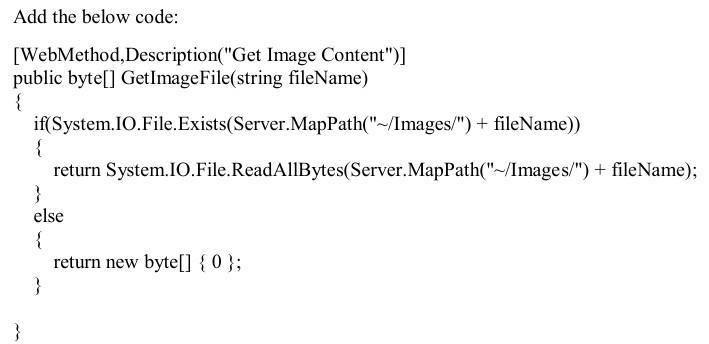 Add the below code:
[WebMethod,Description("Get Image Content")]
public byte[] GetImageFile(string fileName)
{
if(System.IO.File.Exists(Server.MapPath("~/Images/") + fileName))
{
return System.IO.File.ReadAllBytes(Server.MapPath("~/Images/") + fileName);
}
else
{
return new byte[] { 0 };
}
}